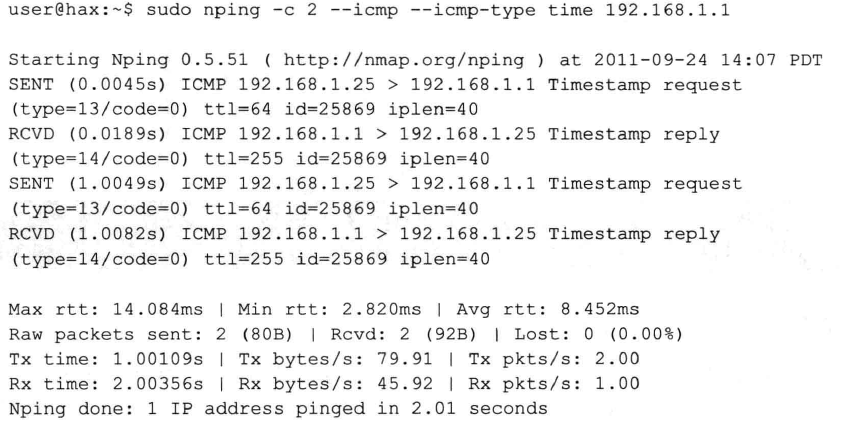 user@hax:~$ sudo nping -c 2 --icmp --icmp-type time 192.168.1.1
Starting Nping 0.5.51 ( http://nmap.org/nping ) at 2011-09-24 14:07 PDT
SENT (0.0045s) ICMP 192.168.1.25 > 192.168.1.1 Timestamp request
(type=13/code=0) ttl=64 id=25869 iplen=40
RCVD (0.0189s) ICMP 192.168.1.1 > 192.168.1.25 Timestamp reply
(type=14/code=0) ttl=255 id=25869 iplen=40
SENT (1.0049s) ICMP 192.168.1.25 > 192.168.1.1 Timestamp request
(type=13/code=0) ttl=64 id=25869 iplen=40
RCVD (1.0082s) ICMP 192.168.1.1 > 192.168.1.25 Timestamp reply
(type=14/code=0) ttl=255 id=25869 iplen=40
Max rtt: 14.084ms | Min rtt: 2.820ms | Avg rtt: 8.452ms
Raw packets sent: 2 (80B) | Rcvd: 2 (92B) | Lost: 0 (0.00%)
Tx time: 1.00109s | Tx bytes/s: 79.91 | Tx pkts/s: 2.00
Rx time: 2.00356s | Rx bytes/s: 45.92 | Rx pkts/s: 1.00
Nping done: 1 IP address pinged in 2.01 seconds